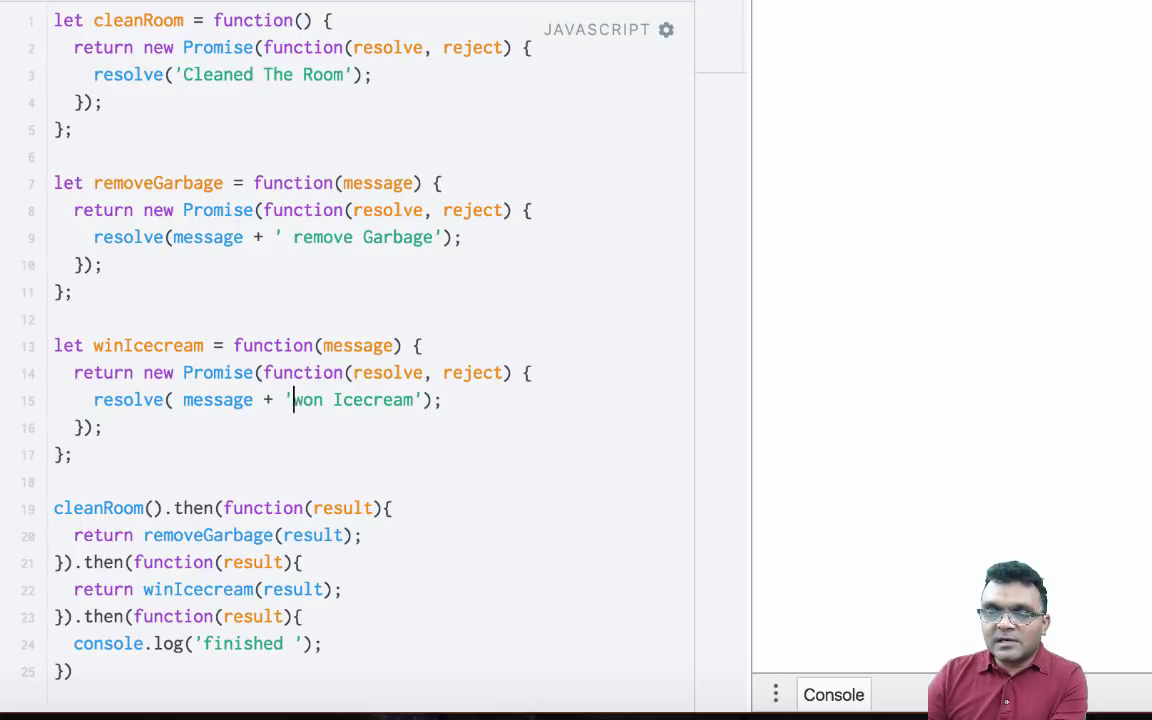 1 let cleanRoom = function() {
JAVASCRIPT
2 return new Promise(function(resolve, reject) {
3 resolve('Cleaned The Room');
4 });
5 };
6
7 let removeGarbage = function(message) {
8 return new Promise(function(resolve, reject) {
9 resolve(message + ' remove Garbage');
10 });
11 };
12
13 let winIcecream = function(message) {
14 return new Promise(function(resolve, reject) {
15 resolve( message + 'won Icecream');
16 });
17 };
18
19 cleanRoom().then(function(result){
20 return removeGarbage(result);
21 }).then(function(result){
22 return winIcecream(result);
23 }).then(function(result){
24 console.log('finished ');
25 })
Console